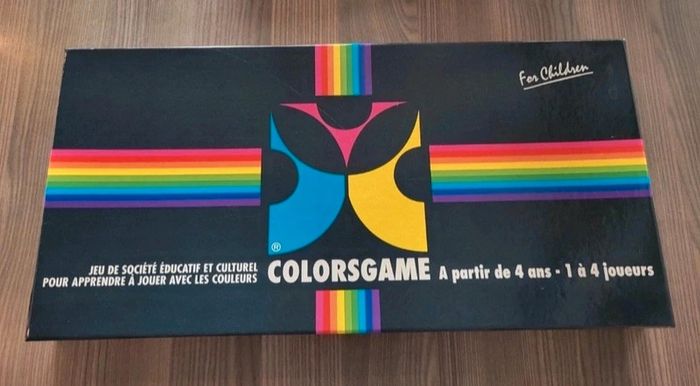 For Children
®
JEU DE SOCIÉTÉ ÉDUCATIF ET CULTUREL
POUR APPRENDRE À JOUER AVEC LES COULEURS
COLORSGAME
A partir de 4 ans - 1 à 4 joueurs